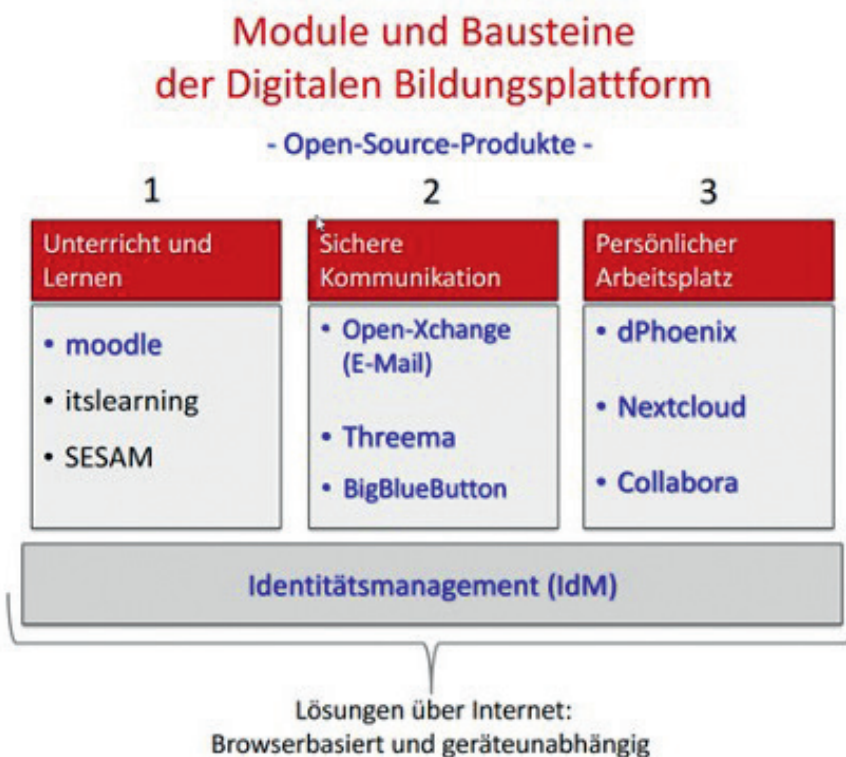 Module und Bausteine
der Digitalen Bildungsplattform
- Open-Source-Produkte -
1
Unterricht und
Lernen
• moodle
• itslearning
• SESAM
2
Sichere
Kommunikation
• Open-Xchange
(E-Mail)
• Threema
• BigBlueButton
3
Persönlicher
Arbeitsplatz
• dPhoenix
• Nextcloud
• Collabora
Identitätsmanagement (IdM)
Lösungen über Internet:
Browserbasiert und geräteunabhängig